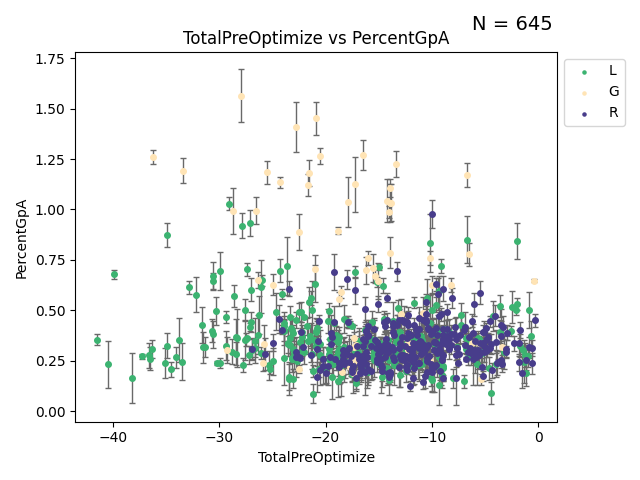 N = 645
TotalPreOptimize vs PercentGpA
L
G
R
PercentGpA
1.75
1.50
1.25
1.00
0.75
0.50
0.25
0.00
−40
−30
−20
−10
0
TotalPreOptimize